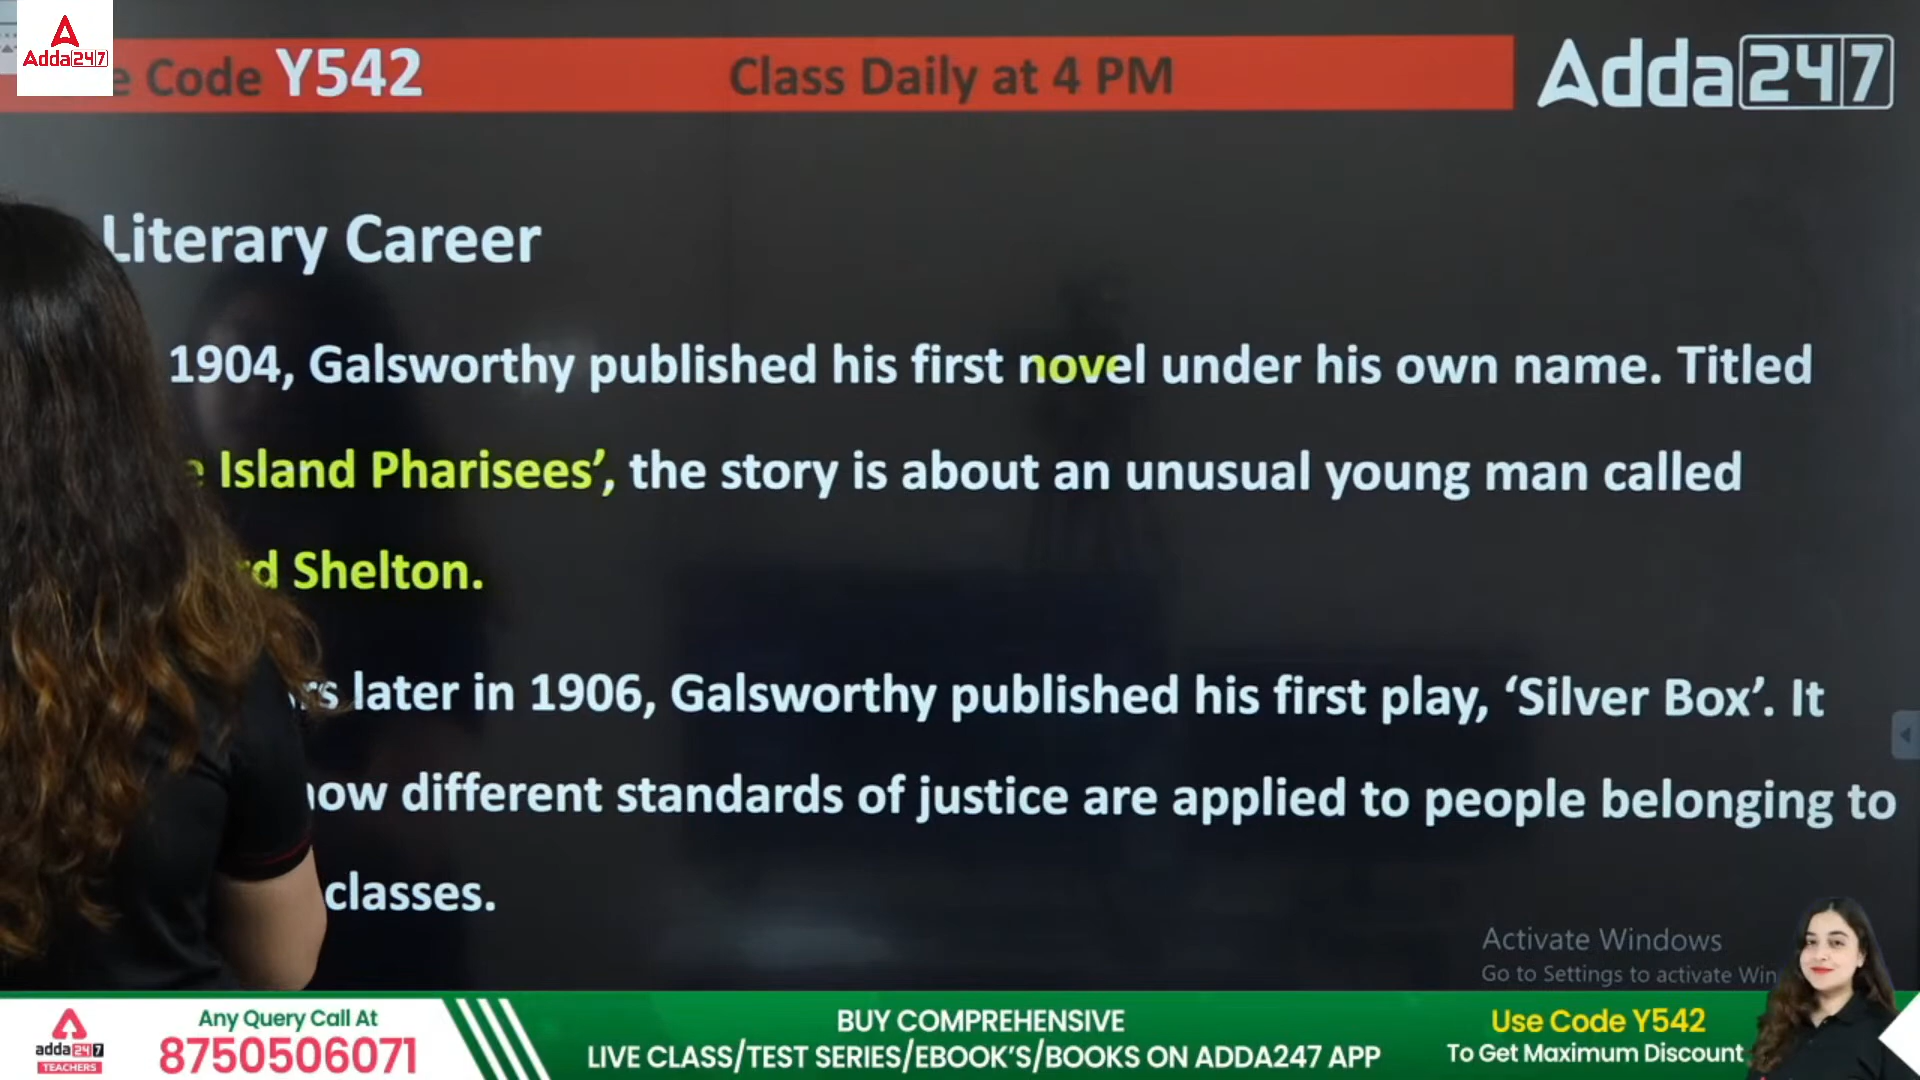 Adda247
Code Y542
Class Daily at 4 PM
Adda247
Literary Career
1904, Galsworthy published his first novel under his own name. Titled
Island Pharisees’, the story is about an unusual young man called
Shelton.
later in 1906, Galsworthy published his first play, ‘Silver Box’. It
how different standards of justice are applied to people belonging to
classes.
Activate Windows
Go to Settings to activate Win
adda247
TEACHERS
Any Query Call At
8750506071
BUY COMPREHENSIVE
LIVE CLASS/TEST SERIES/EBOOK’S/BOOKS ON ADDA247 APP
Use Code Y542
To Get Maximum Discount